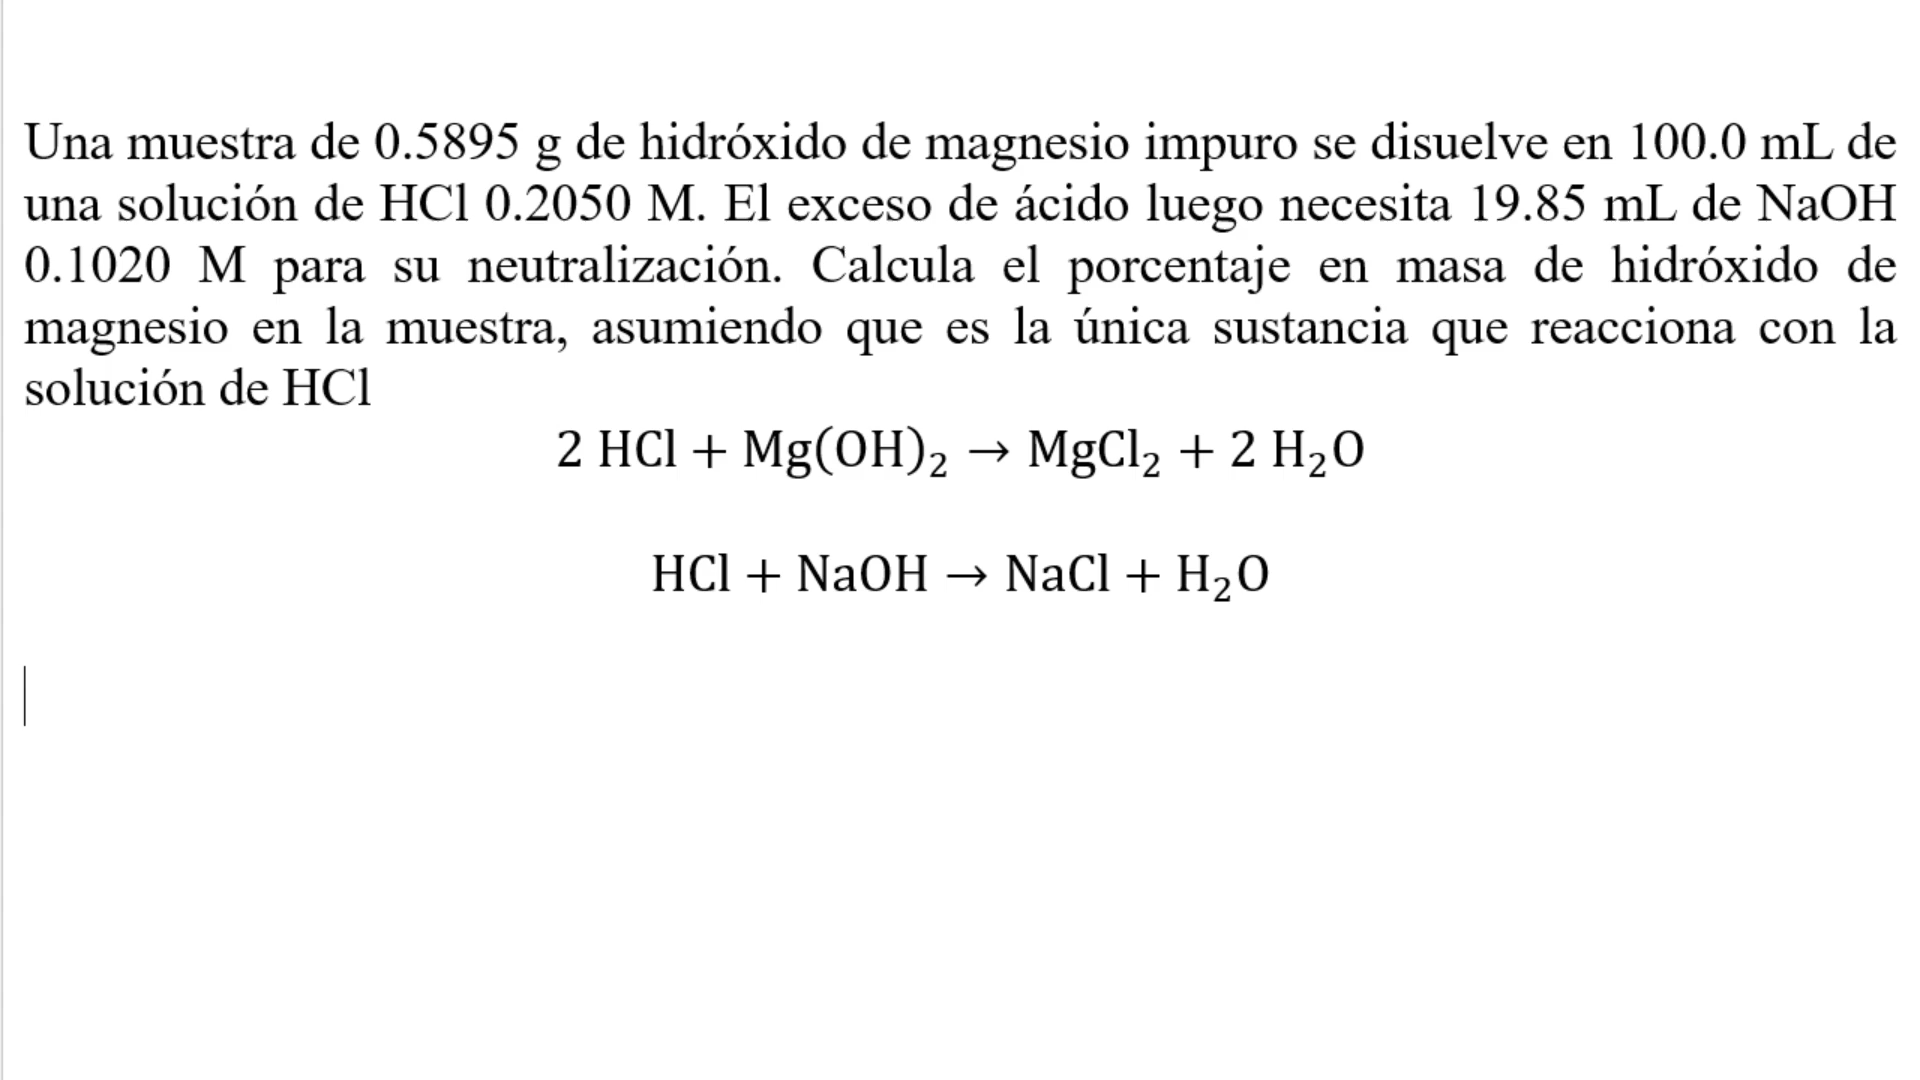 Una muestra de 0.5895 g de hidróxido de magnesio impuro se disuelve en 100.0 mL de
una solución de HCl 0.2050 M. El exceso de ácido luego necesita 19.85 mL de NaOH
0.1020 M para su neutralización. Calcula el porcentaje en masa de hidróxido de
magnesio en la muestra, asumiendo que es la única sustancia que reacciona con la
solución de HCl
2 HCl + Mg(OH)₂ → MgCl₂ + 2 H₂O
HCl + NaOH → NaCl + H₂O